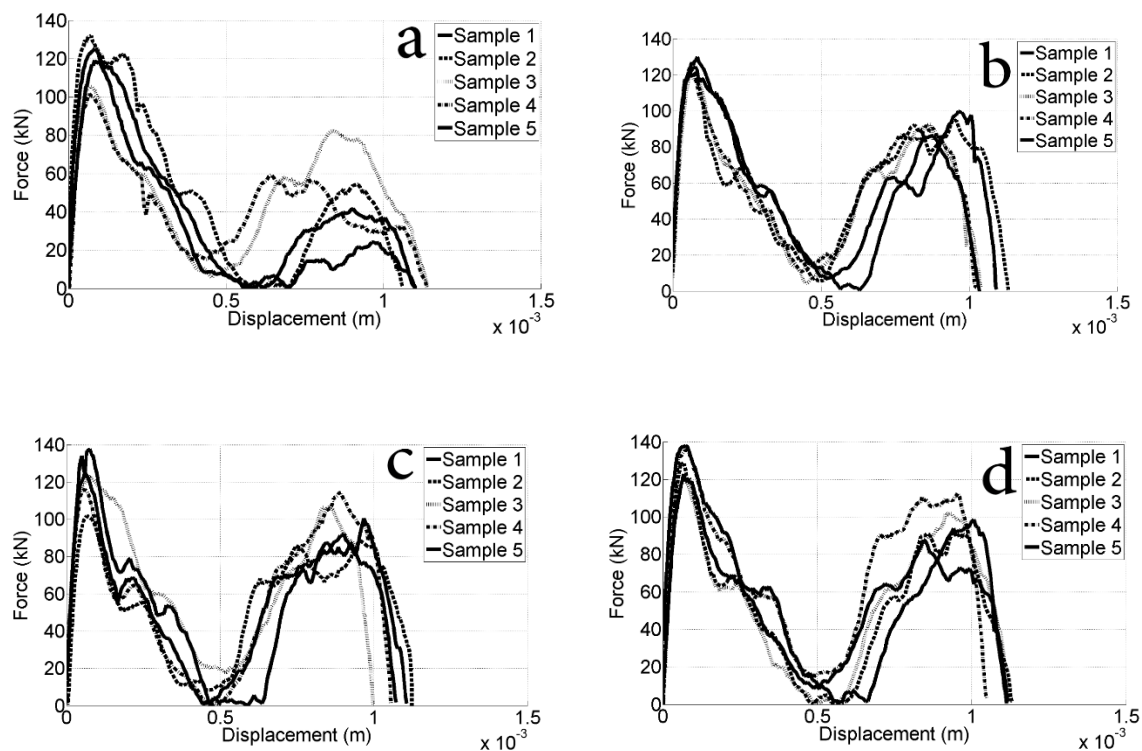 a
Force (kN)
140
120
100
80
60
40
20
0
0 0.5 1 1.5
Displacement (m)
x 10-3
Sample 1
Sample 2
Sample 3
Sample 4
Sample 5
b
Force (kN)
140
120
100
80
60
40
20
0
0 0.5 1 1.5
Displacement (m)
x 10-3
Sample 1
Sample 2
Sample 3
Sample 4
Sample 5
c
Force (kN)
140
120
100
80
60
40
20
0
0 0.5 1 1.5
Displacement (m)
x 10-3
Sample 1
Sample 2
Sample 3
Sample 4
Sample 5
d
Force (kN)
140
120
100
80
60
40
20
0
0 0.5 1 1.5
Displacement (m)
x 10-3
Sample 1
Sample 2
Sample 3
Sample 4
Sample 5